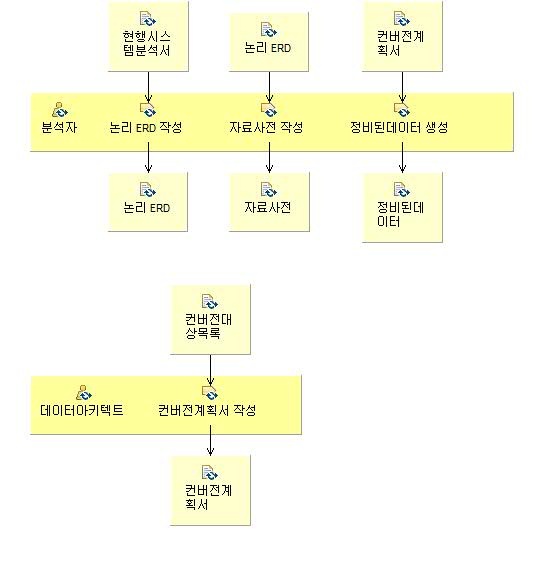 현행시스
템분석서
논리 ERD
컨버전계
획서
분석자
논리 ERD 작성
자료사전 작성
정비된데이터 생성
논리 ERD
자료사전
정비된데
이터
컨버전대
상목록
데이터아키텍트
컨버전계획서 작성
컨버전계
획서